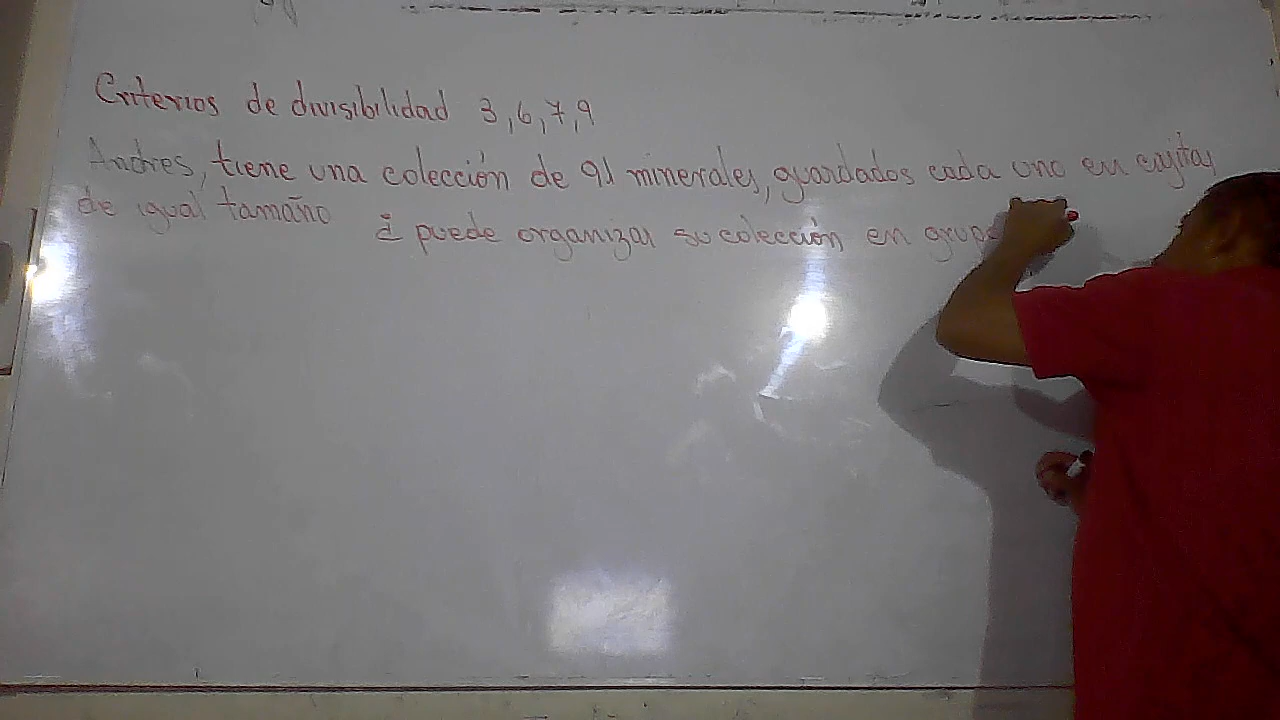 Criterios de divisibilidad 3, 6, 7, 9
Andres, tiene una colección de 91 minerales, guardados cada uno en cajitas
de igual tamaño ¿ puede organizar su colección en grupo